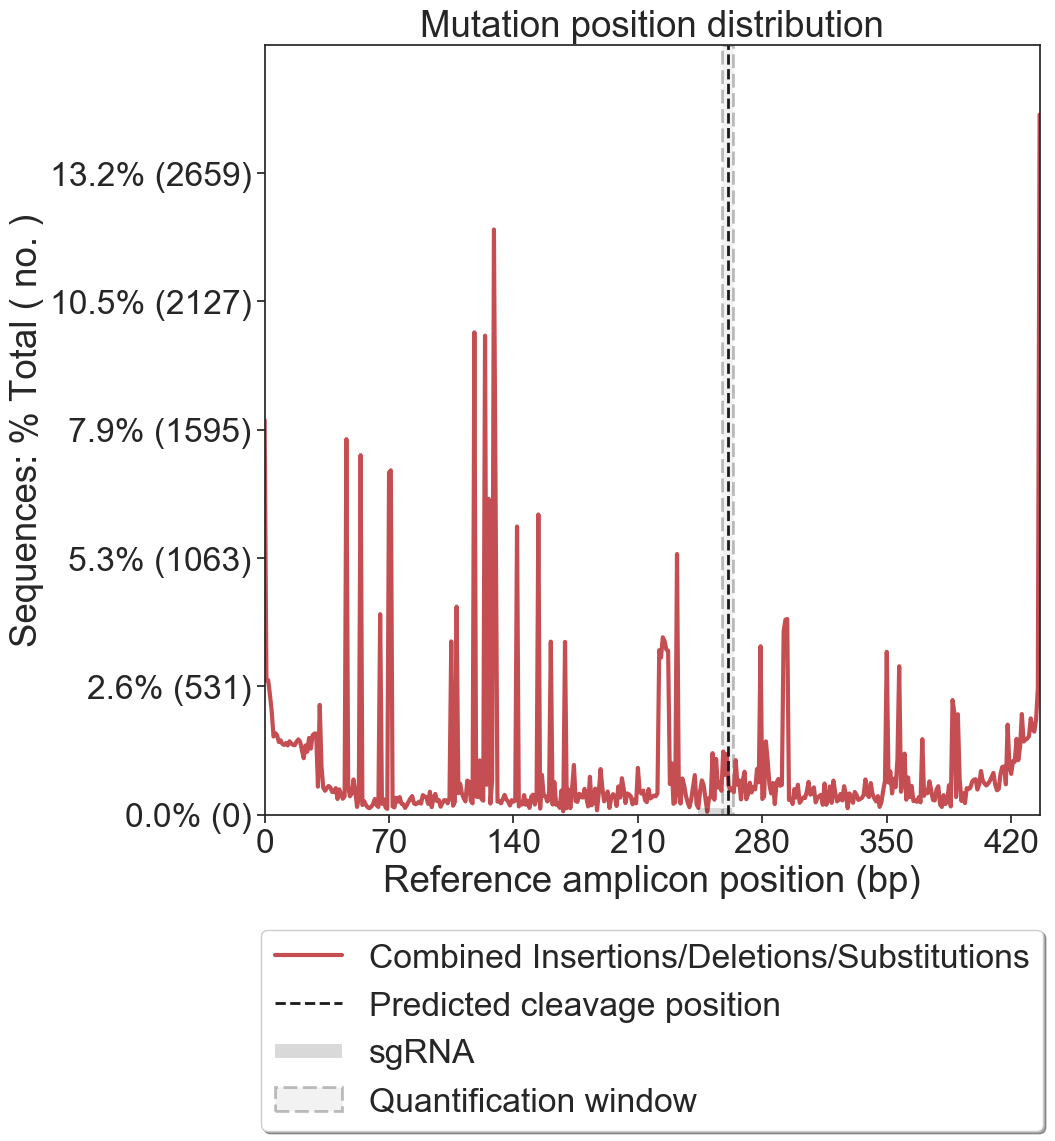 Mutation position distribution
Sequences: % Total ( no. )
13.2% (2659)
10.5% (2127)
7.9% (1595)
5.3% (1063)
2.6% (531)
0.0% (0)
0 70 140 210 280 350 420
Reference amplicon position (bp)
Combined Insertions/Deletions/Substitutions
Predicted cleavage position
sgRNA
Quantification window